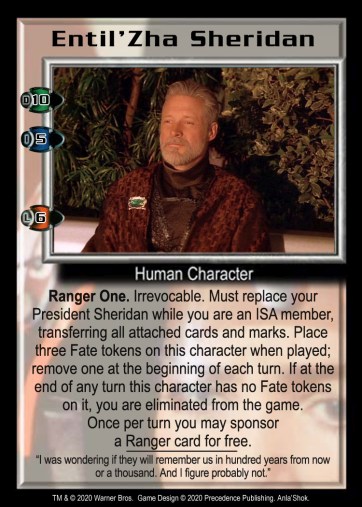 Entil'Zha Sheridan
D10
I5
L6
Human Character
Ranger One. Irrevocable. Must replace your
President Sheridan while you are an ISA member,
transferring all attached cards and marks. Place
three Fate tokens on this character when played;
remove one at the beginning of each turn. If at the
end of any turn this character has no Fate tokens
on it, you are eliminated from the game.
Once per turn you may sponsor
a Ranger card for free.
“I was wondering if they will remember us in hundred years from now
or a thousand. And I figure probably not.”
TM & © 2020 Warner Bros. Game Design © 2020 Precedence Publishing. Anla'Shok.